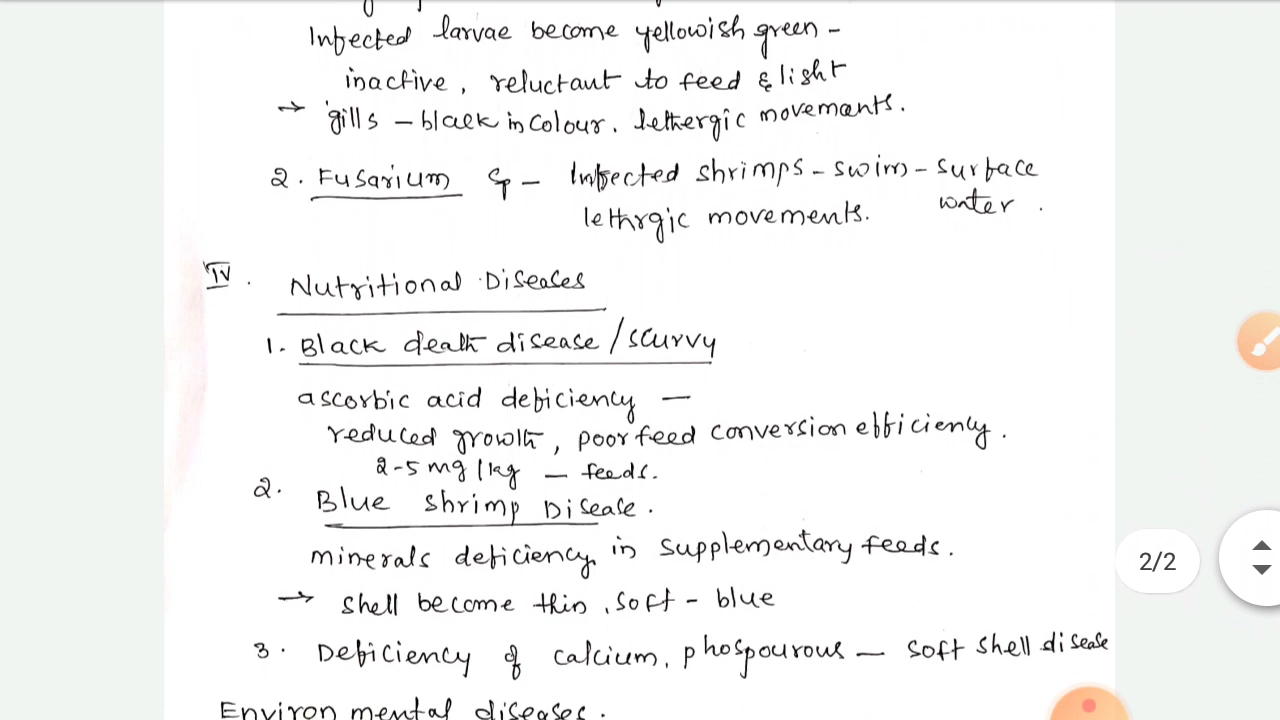 Infected larvae become yellowish green -
inactive, reluctant to feed & light
→ gills - black in colour. lethergic movements.
2. Fusarium Sp - Infected shrimps - swim - surface water.
lethrgic movements.
IV. Nutritional Diseases
1. Black death disease / scurvy
ascorbic acid deficiency -
reduced growth, poor feed conversion efficiency.
2-5 mg/kg - feeds.
2. Blue shrimp Disease.
minerals deficiency in supplementary feeds.
→ shell become thin, soft - blue
3. Deficiency of calcium, phospourous - soft shell disease
Environmental diseases.
2/2